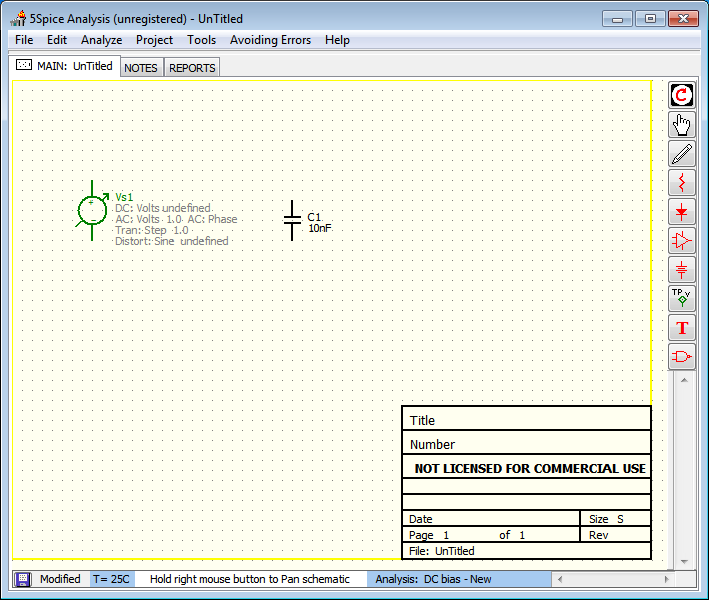 5Spice Analysis (unregistered) - UnTitled
File Edit Analyze Project Tools Avoiding Errors Help
MAIN: UnTitled NOTES REPORTS
Vs1
DC: Volts undefined
AC: Volts 1.0 AC: Phase
Tran: Step 1.0
Distort: Sine undefined
C1
10nF
TP v
T
Title
Number
NOT LICENSED FOR COMMERCIAL USE
Date Size S
Page 1 of 1 Rev
File: UnTitled
Modified T= 25C Hold right mouse button to Pan schematic Analysis: DC bias - New